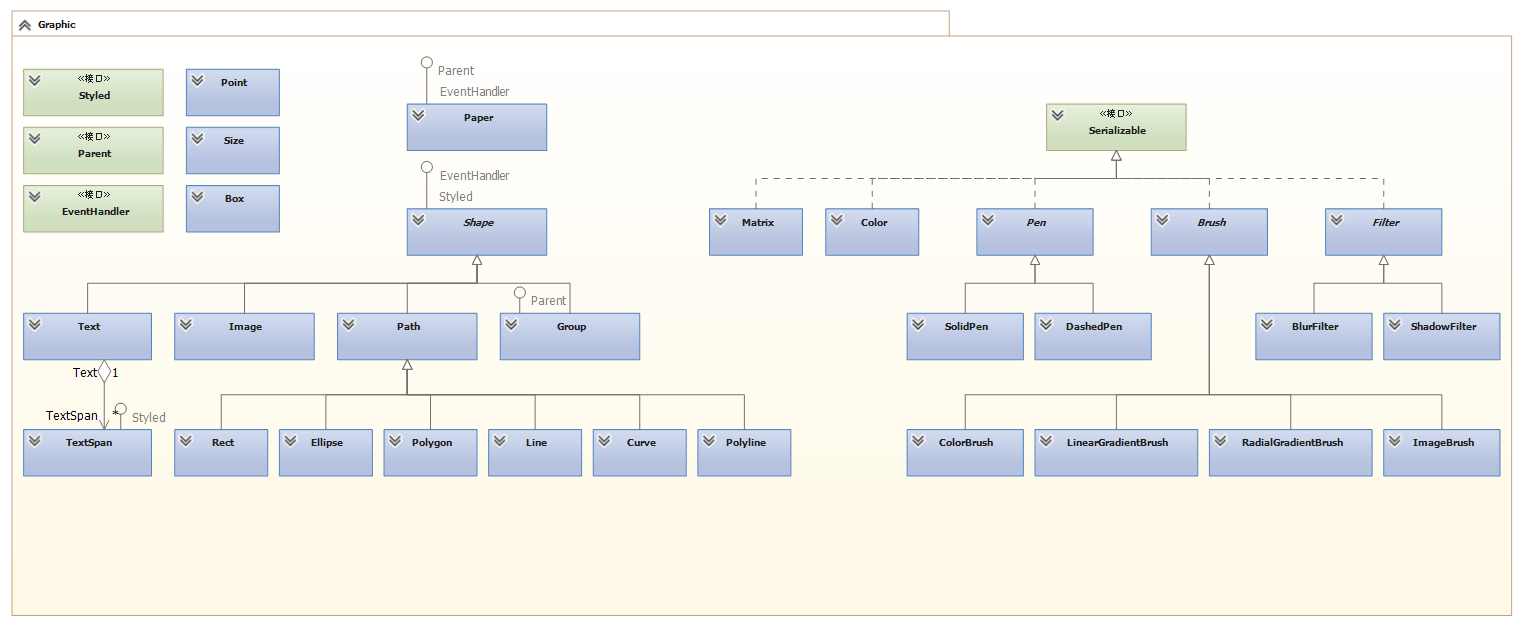 Graphic
«接口»
Styled
Point
«接口»
Parent
Size
«接口»
EventHandler
Box
Parent
EventHandler
Paper
EventHandler
Styled
Shape
«接口»
Serializable
Matrix
Color
Pen
Brush
Filter
Text
Image
Path
Parent
Group
SolidPen
DashedPen
BlurFilter
ShadowFilter
Text 1
TextSpan *
Styled
TextSpan
Rect
Ellipse
Polygon
Line
Curve
Polyline
ColorBrush
LinearGradientBrush
RadialGradientBrush
ImageBrush